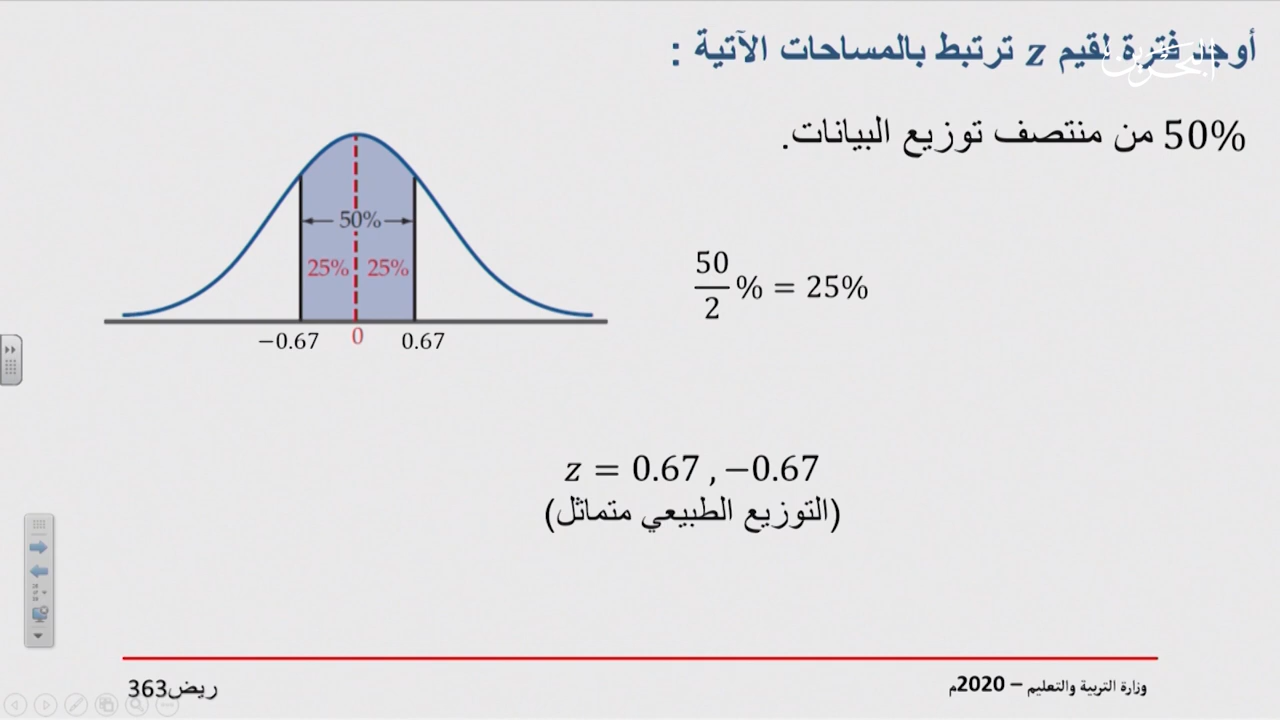 أوجد فترة لقيم z ترتبط بالمساحات الآتية :
البحرين
50% من منتصف توزيع البيانات.
50/2 % = 25%
50%
25% 25%
−0.67 0 0.67
z = 0.67 , −0.67
(التوزيع الطبيعي متماثل)
وزارة التربية والتعليم – 2020م
ريض363